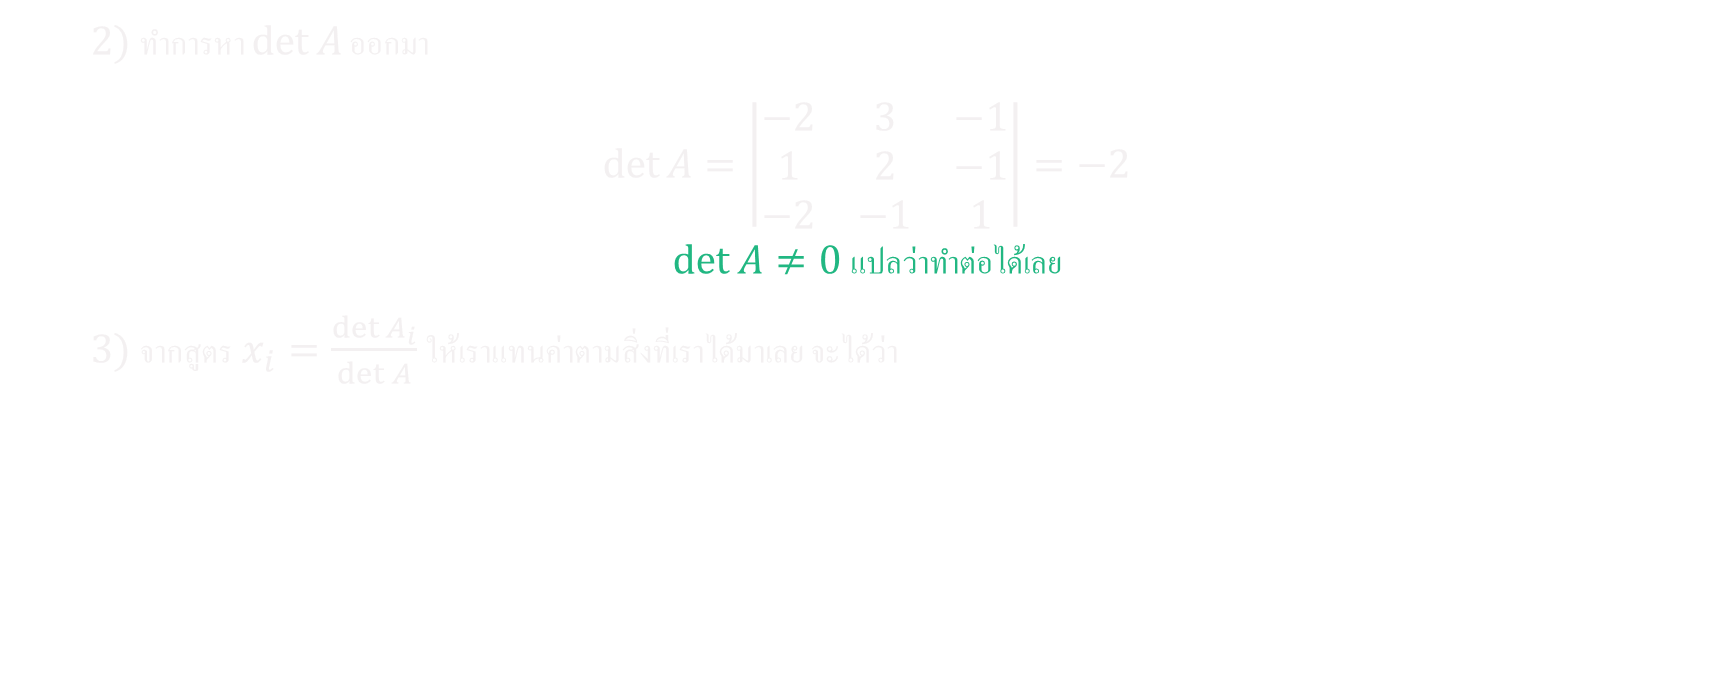 2) ทำการหา det A ออกมา
det A = | −2 3 −1 |
| 1 2 −1 | = −2
| −2 −1 1 |
det A ≠ 0 แปลว่าทำต่อได้เลย
3) จากสูตร xᵢ = det Aᵢ / det A ให้เราแทนค่าตามสิ่งที่เราได้มาเลย จะได้ว่า